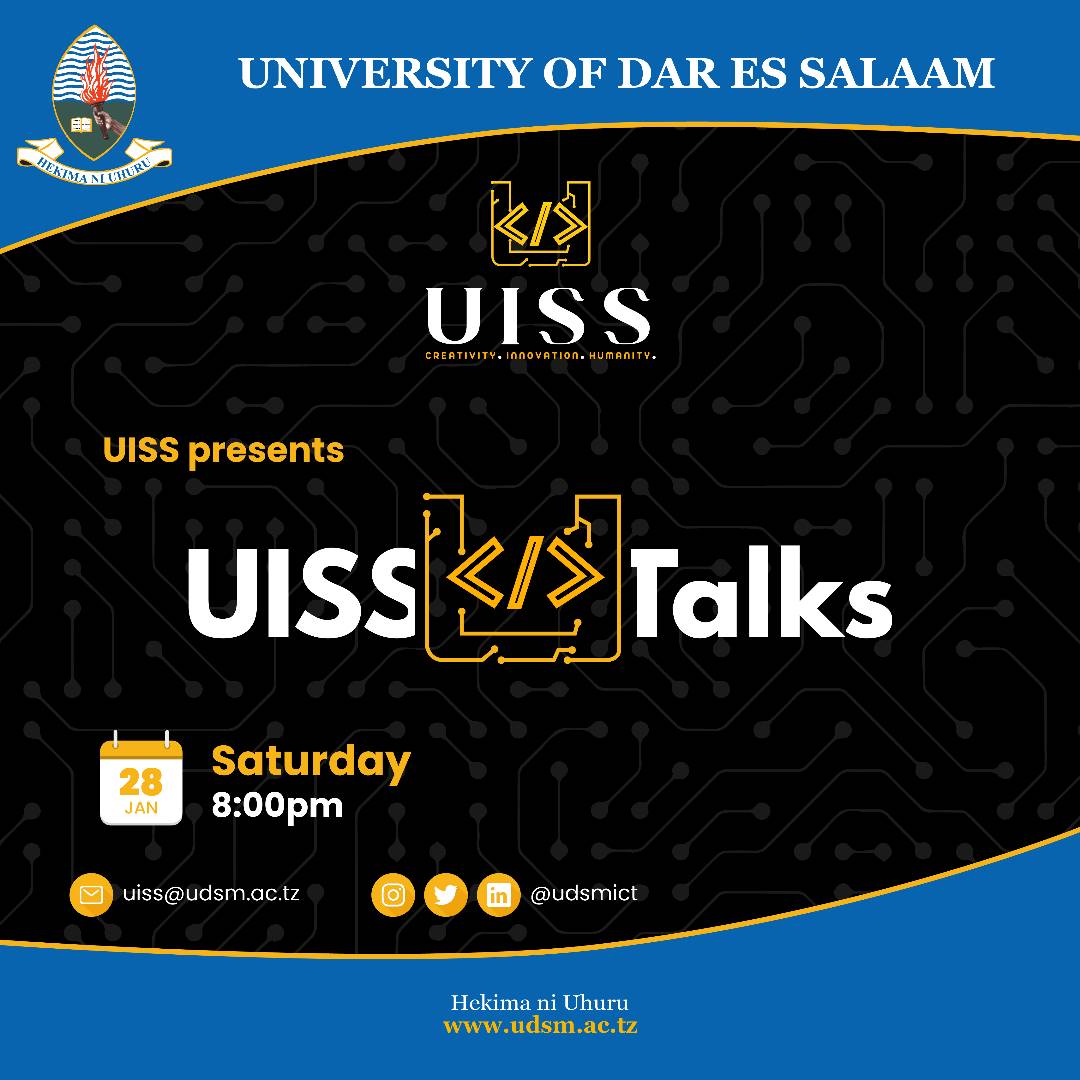 UNIVERSITY OF DAR ES SALAAM
HEKIMA NI UHURU
</>
UISS
CREATIVITY. INNOVATION. HUMANITY.
UISS presents
UISS </> Talks
28
JAN
Saturday
8:00pm
uiss@udsm.ac.tz
@udsmict
Hekima ni Uhuru
www.udsm.ac.tz